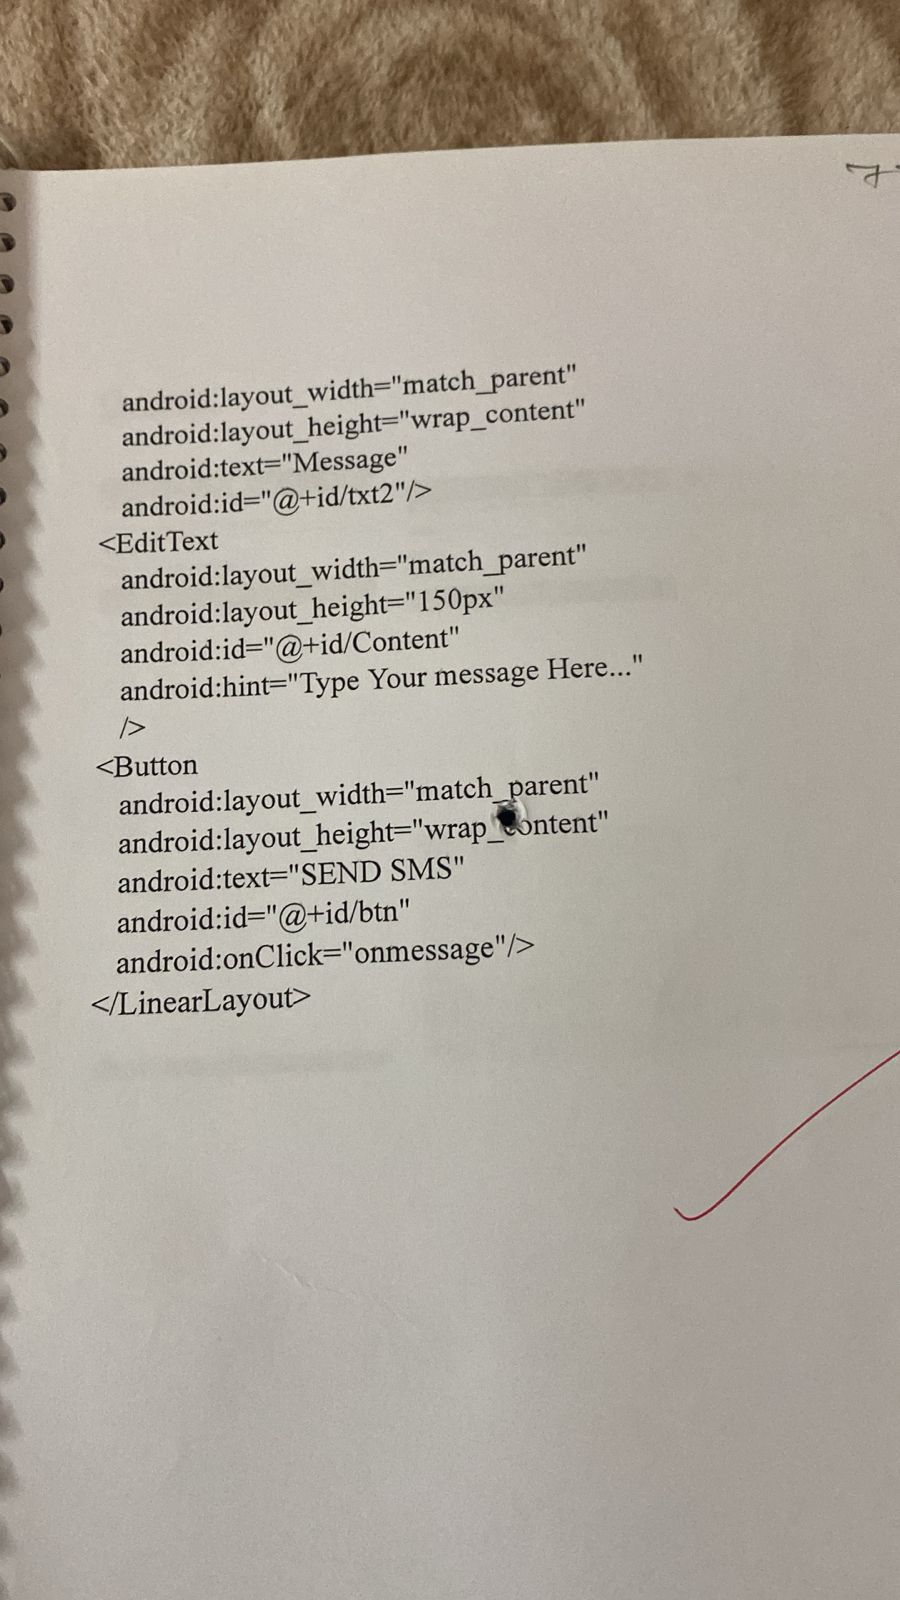 android:layout_width="match_parent"
android:layout_height="wrap_content"
android:text="Message"
android:id="@+id/txt2"/>
<EditText
android:layout_width="match_parent"
android:layout_height="150px"
android:id="@+id/Content"
android:hint="Type Your message Here..."
/>
<Button
android:layout_width="match_parent"
android:layout_height="wrap_content"
android:text="SEND SMS"
android:id="@+id/btn"
android:onClick="onmessage"/>
</LinearLayout>